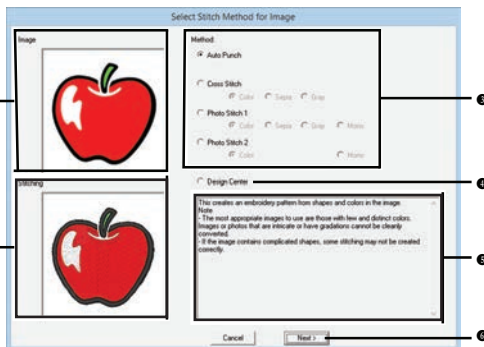 Select Stitch Method for Image
Image
Method
Auto Punch
Cross Stitch
Color Sepia Gray
Photo Stitch 1
Color Sepia Gray Mono
Photo Stitch 2
Color Mono
❸
Stitching
Design Center
❹
This creates an embroidery pattern from shapes and colors in the image.
Note
- The most appropriate images to use are those with few and distinct colors.
Images or photos that are intricate or have gradations cannot be cleanly
converted.
- If the image contains complicated shapes, some stitching may not be created
correctly.
❺
Cancel
Next >
❻